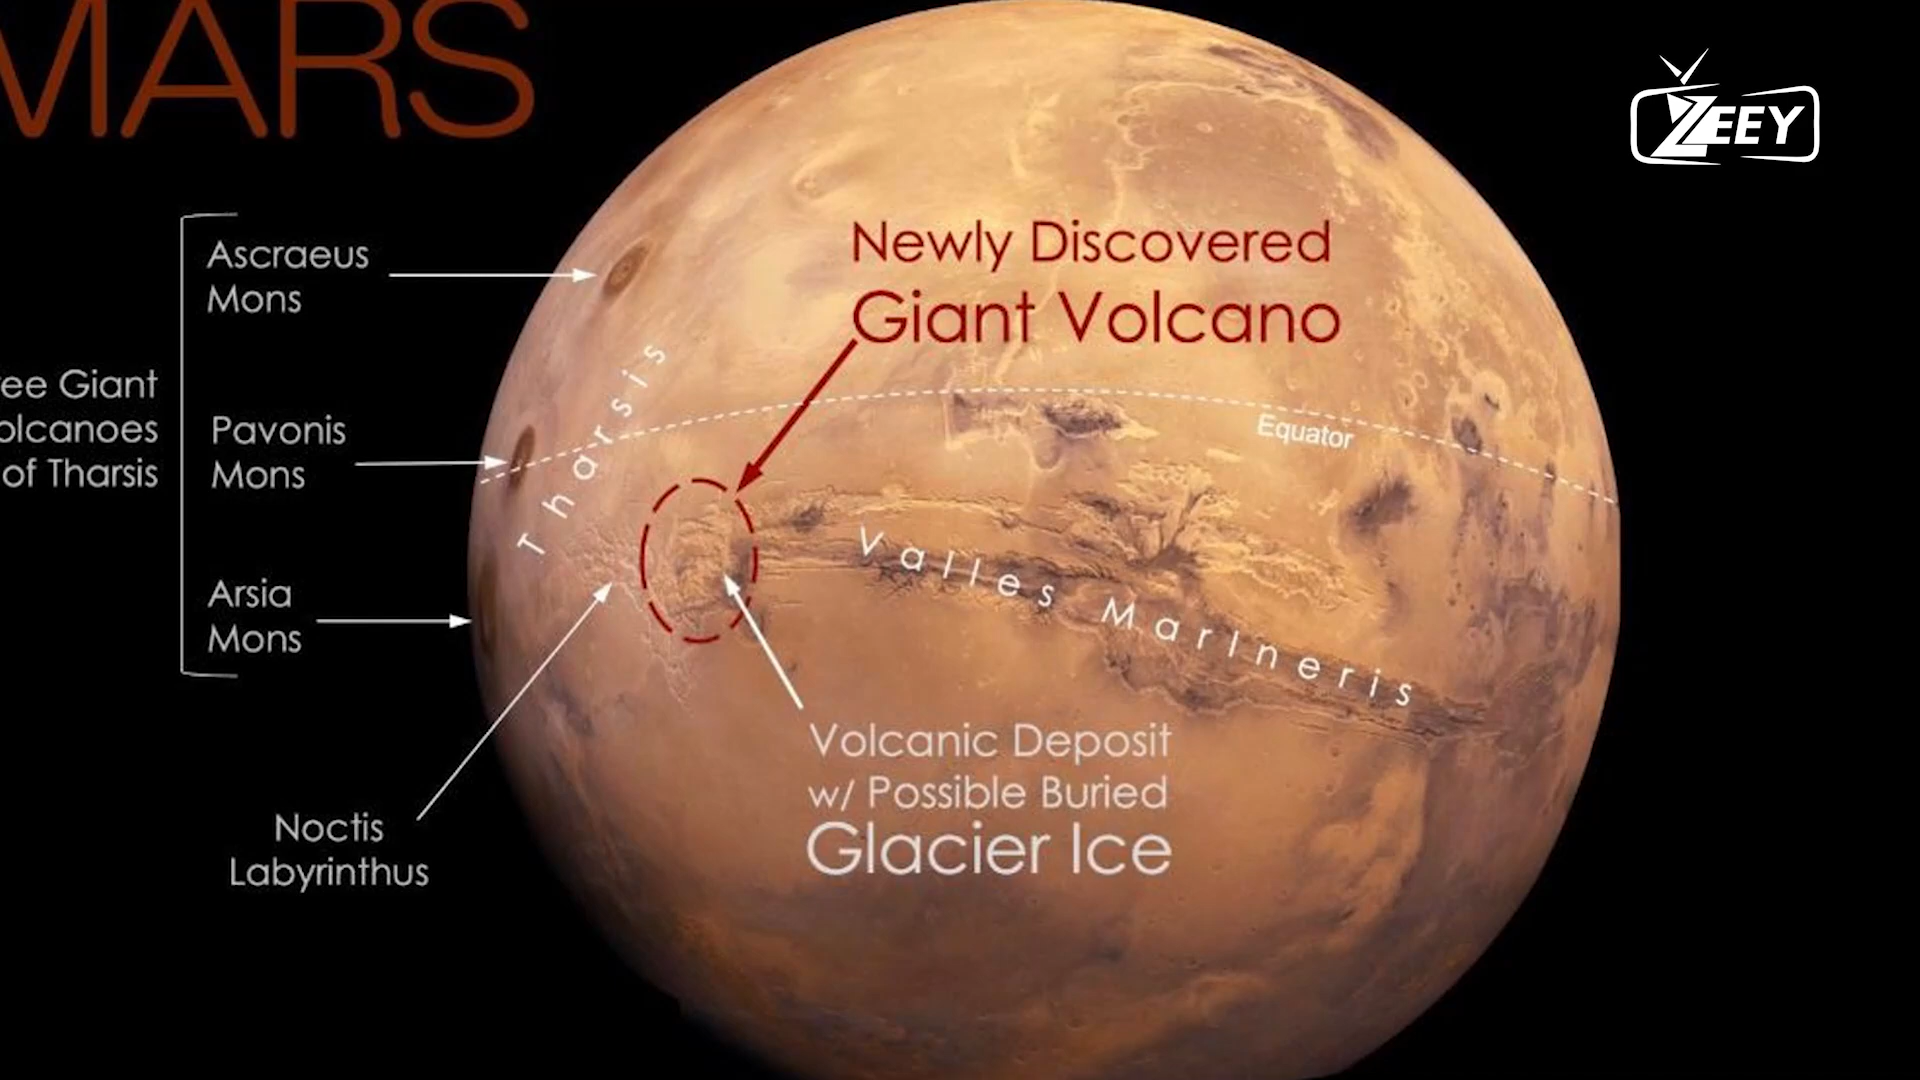 MARS
ZEEY
Ascraeus
Mons
ree Giant
olcanoes
of Tharsis
Pavonis
Mons
Arsia
Mons
Noctis
Labyrinthus
Tharsis
Newly Discovered
Giant Volcano
Equator
Valles MarIneris
Volcanic Deposit
w/ Possible Buried
Glacier Ice